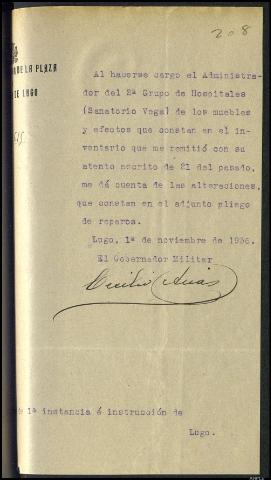 208
DE LA PLAZA
DE LUGO
Al hacerse cargo el Administra-
dor del 2º Grupo de Hospitales
(Sanatorio Vega) de los muebles
y efectos que constan en el in-
ventario que me remitió con su
atento escrito de 21 del pasado,
me dá cuenta de las alteraciones,
que constan en el adjunto pliego
de reparos.
Lugo, 1º de noviembre de 1936.
El Gobernador Militar
Arias
de 1ª instancia é instrucción de
Lugo.